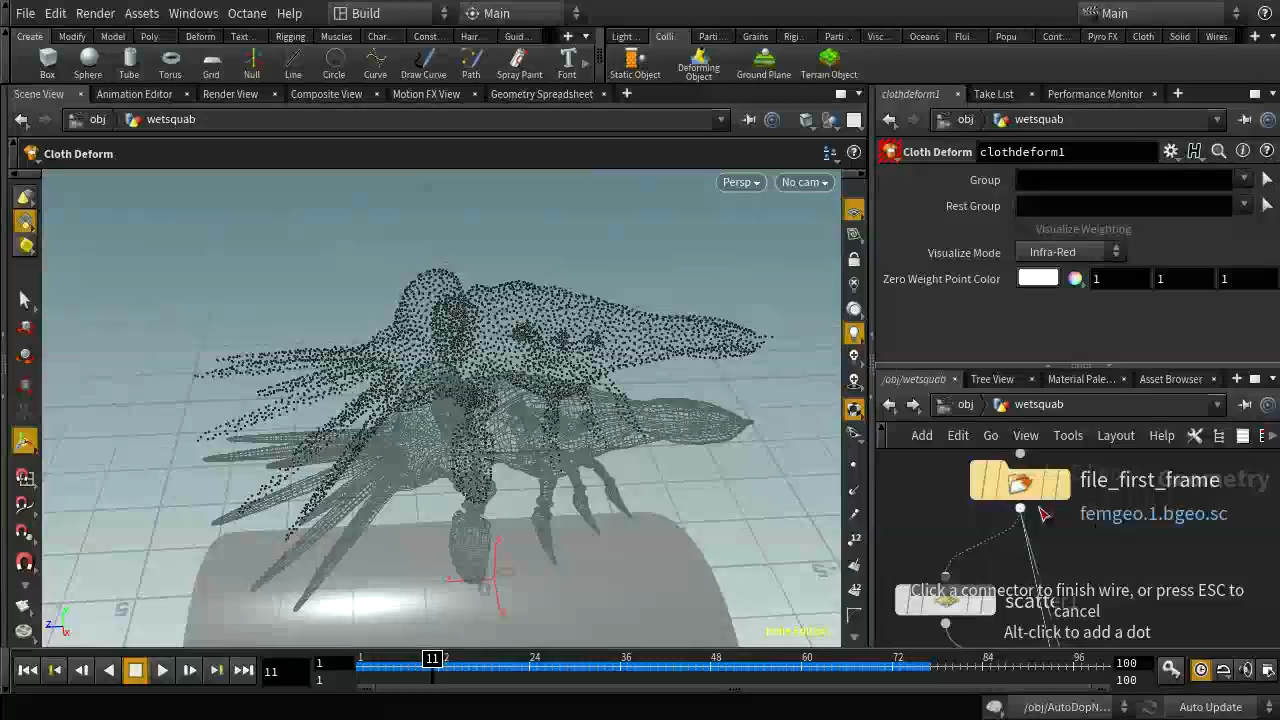 File Edit Render Assets Windows Octane Help Build Main Main
Create Modify Model Poly... Deform Text... Rigging Muscles Char... Const... Hair... Guid... Light... Colli Parti... Grains Rigi... Parti... Visc... Oceans Flui Popu Cont... Pyro FX Cloth Solid Wires
Box Sphere Tube Torus Grid Null Line Circle Curve Draw Curve Path Spray Paint Font Static Object Deforming Object Ground Plane Terrain Object
Scene View Animation Editor Render View Composite View Motion FX View Geometry Spreadsheet
clothdeform1 Take List Performance Monitor
obj wetsquab
obj wetsquab
Cloth Deform
Cloth Deform clothdeform1
Persp No cam
Group
Rest Group
Visualize Weighting
Visualize Mode Infra-Red
Zero Weight Point Color 1 1 1
/obj/wetsquab Tree View Material Pale... Asset Browser
obj wetsquab
Add Edit Go View Tools Layout Help
file_first_frame
femgeo.1.bgeo.sc
Click a connector to finish wire, or press ESC to
cancel
Alt-click to add a dot
12
11 1 1 1 11 24 36 48 60 72 84 96 100 100
/obj/AutoDopN... Auto Update